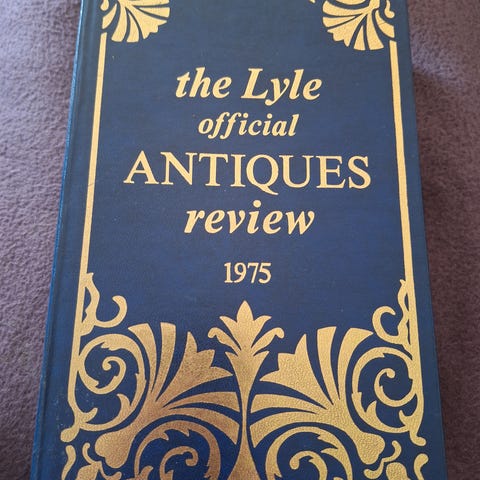 the Lyle
official
ANTIQUES
review
1975